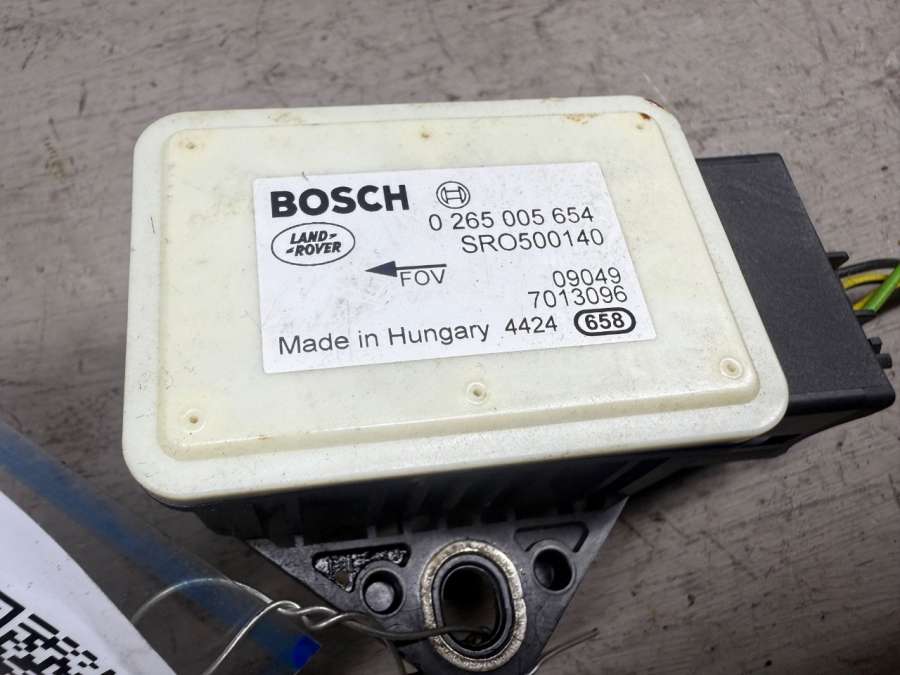 BOSCH
0 265 005 654
LAND-
-ROVER
SRO500140
FOV
09049
7013096
Made in Hungary 4424 658